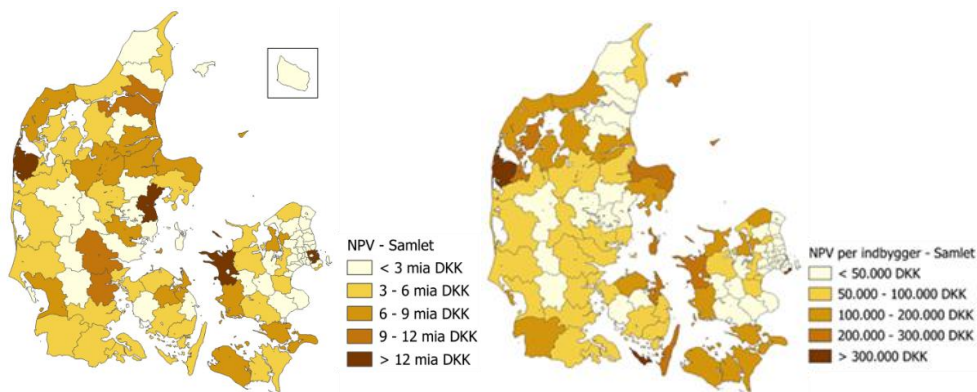 NPV - Samlet
< 3 mia DKK
3 - 6 mia DKK
6 - 9 mia DKK
9 - 12 mia DKK
> 12 mia DKK
NPV per indbygger - Samlet
< 50.000 DKK
50.000 - 100.000 DKK
100.000 - 200.000 DKK
200.000 - 300.000 DKK
> 300.000 DKK